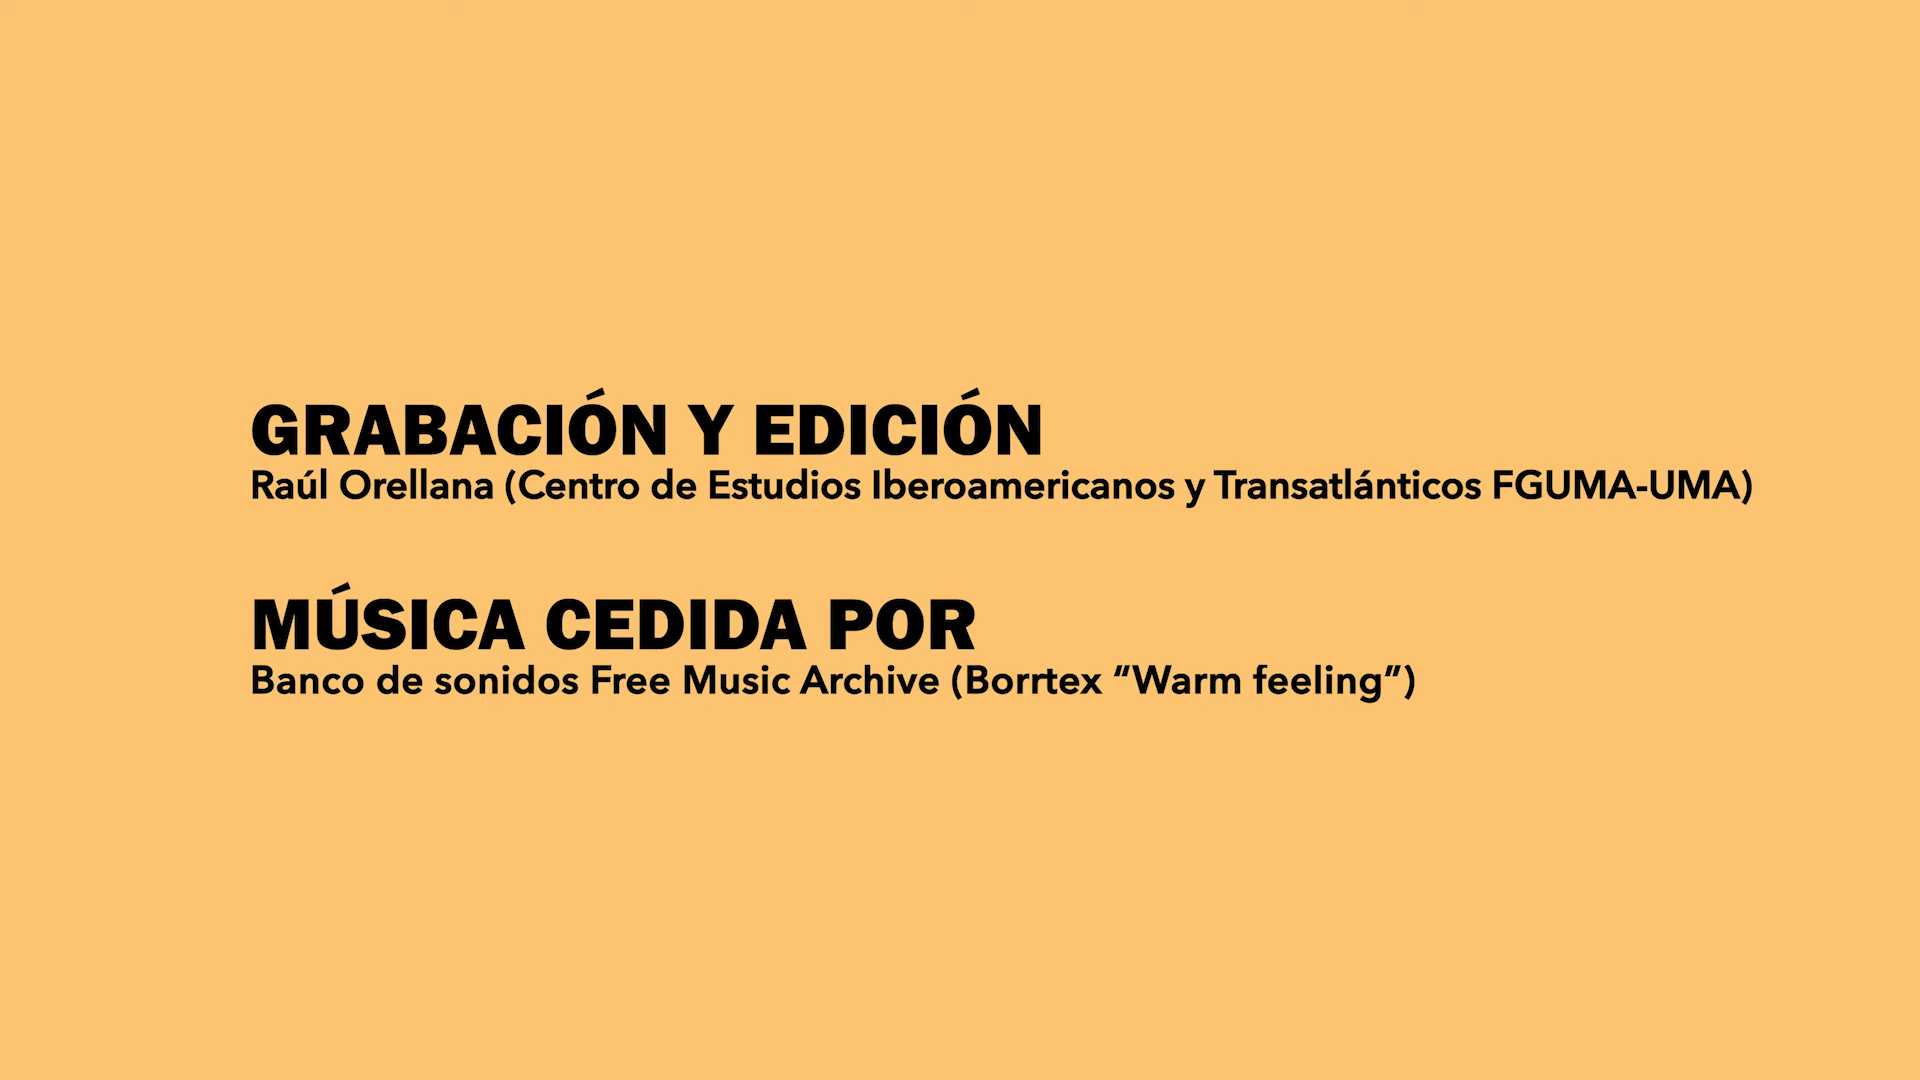 GRABACIÓN Y EDICIÓN
Raúl Orellana (Centro de Estudios Iberoamericanos y Transatlánticos FGUMA-UMA)
MÚSICA CEDIDA POR
Banco de sonidos Free Music Archive (Borrtex “Warm feeling”)